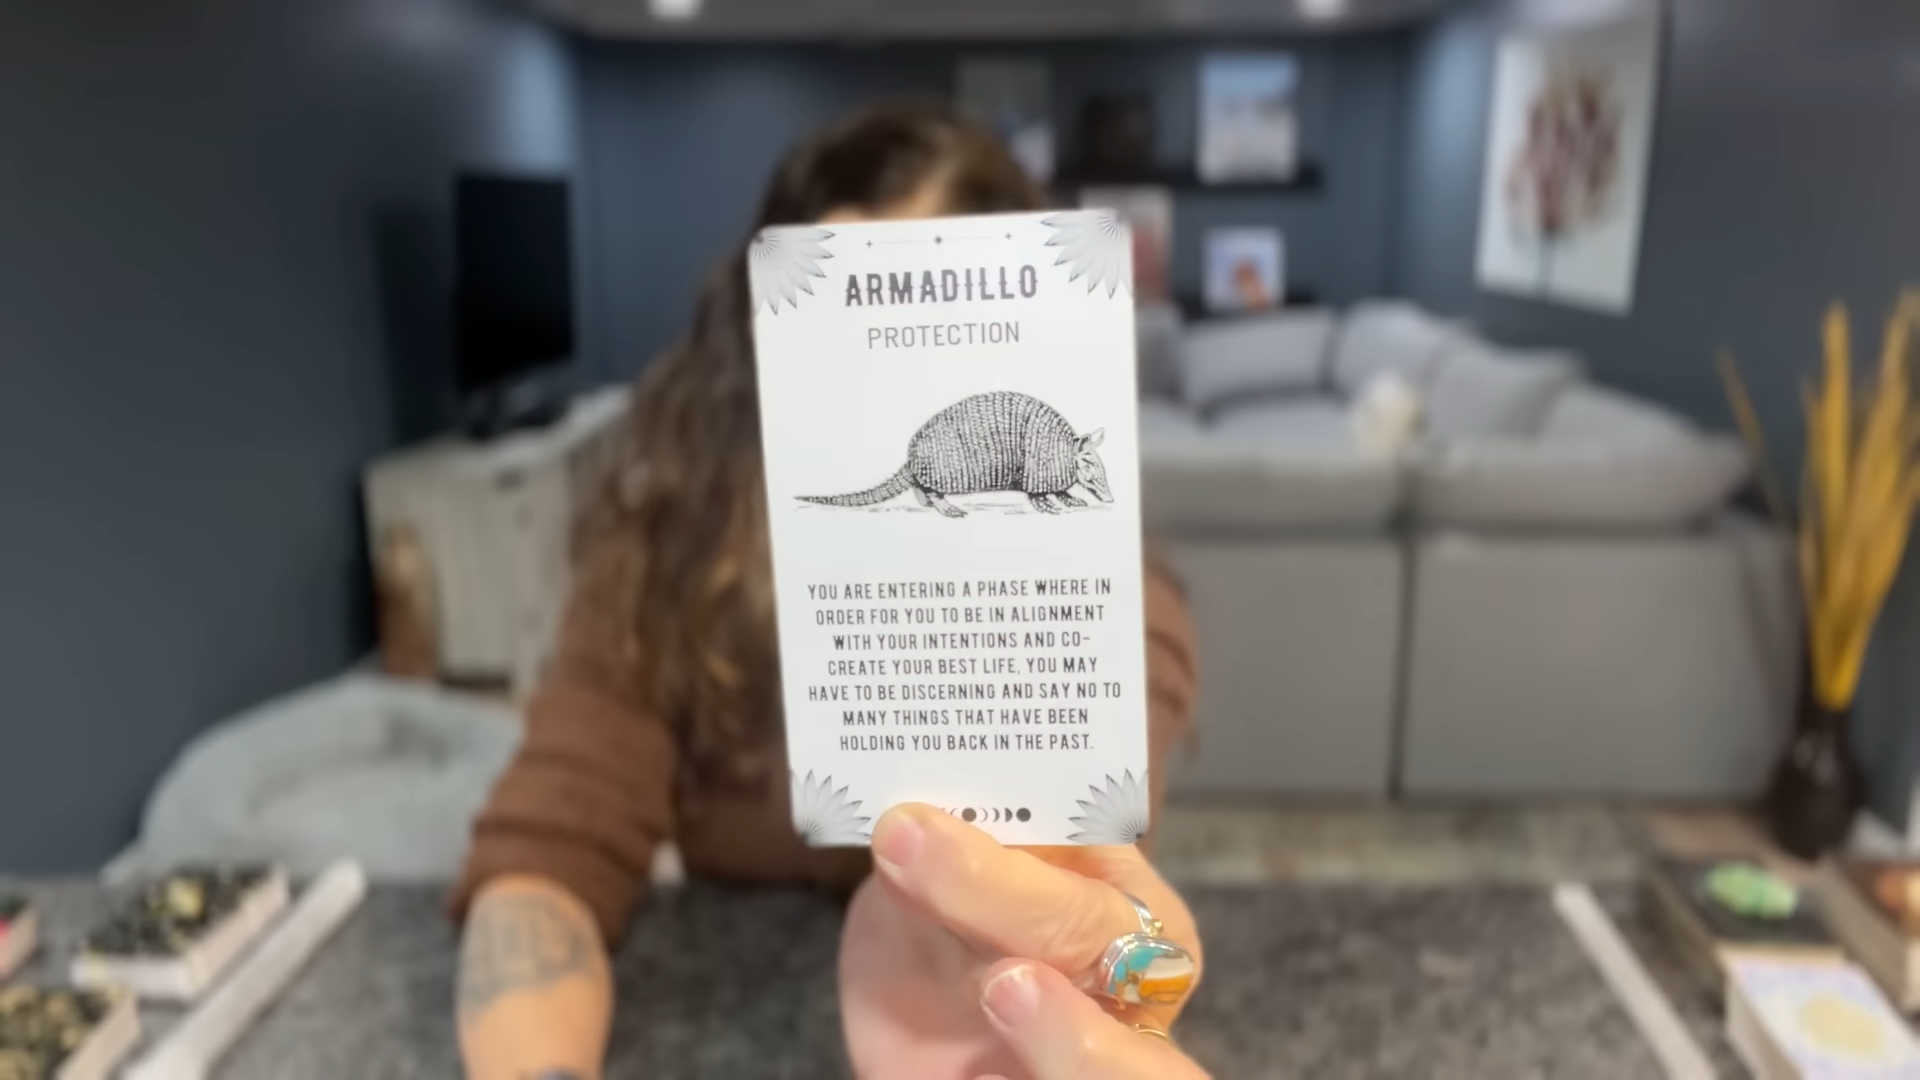 ARMADILLO
PROTECTION
YOU ARE ENTERING A PHASE WHERE IN
ORDER FOR YOU TO BE IN ALIGNMENT
WITH YOUR INTENTIONS AND CO-
CREATE YOUR BEST LIFE, YOU MAY
HAVE TO BE DISCERNING AND SAY NO TO
MANY THINGS THAT HAVE BEEN
HOLDING YOU BACK IN THE PAST.